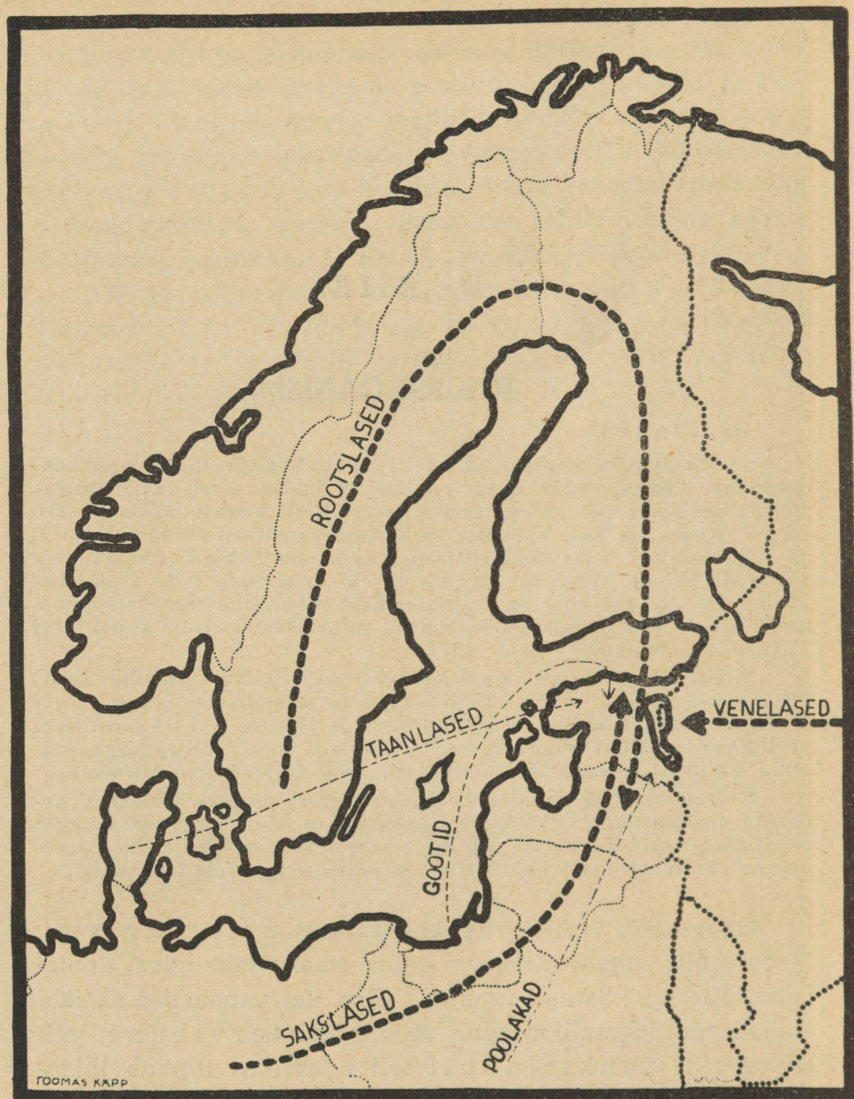 ROOTSLASED
VENELASED
TAANLASED
GOOTID
SAKSLASED
POOLAKAD
TOOMAS KAPP